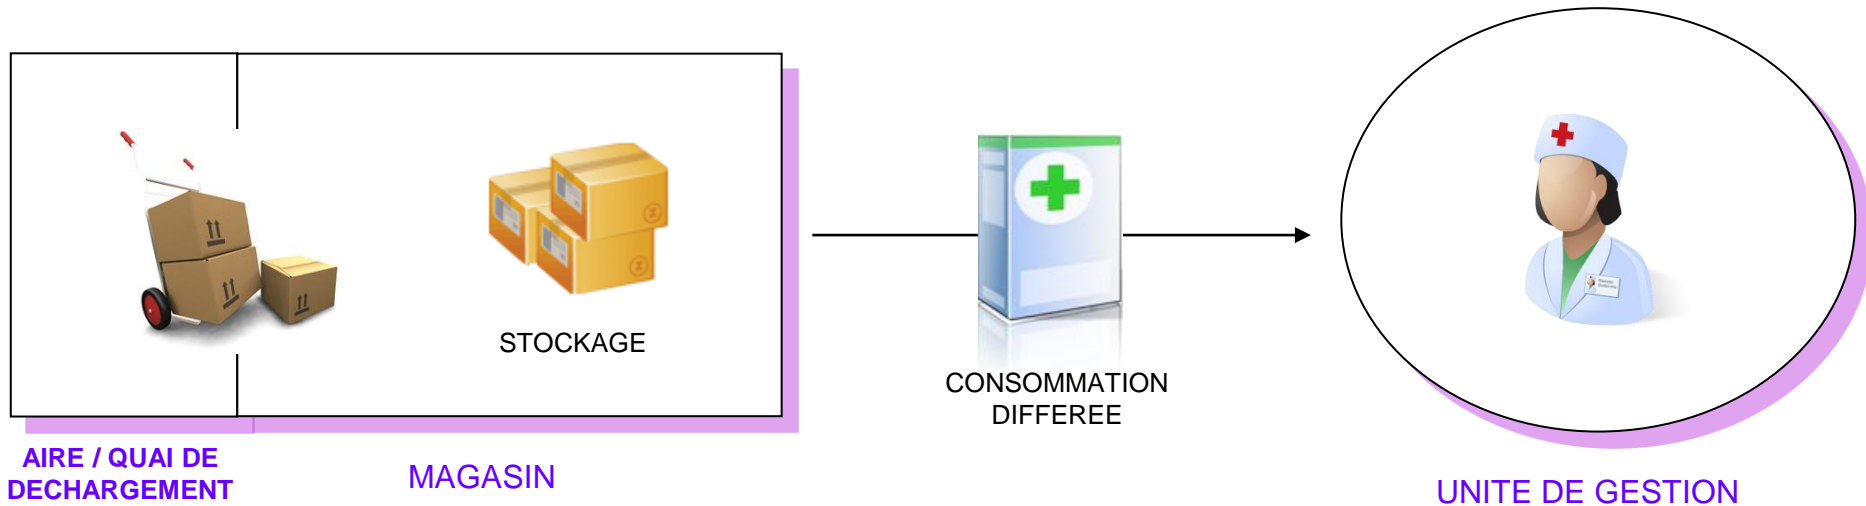 STOCKAGE
CONSOMMATION
DIFFEREE
AIRE / QUAI DE
DECHARGEMENT
MAGASIN
UNITE DE GESTION